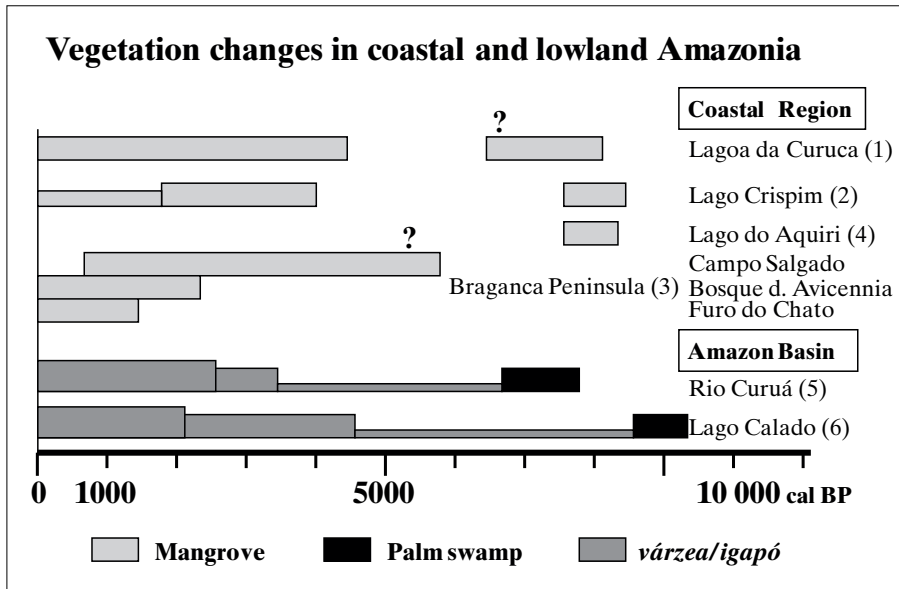 Vegetation changes in coastal and lowland Amazonia
Coastal Region
?
Lagoa da Curuca (1)
Lago Crispim (2)
Lago do Aquiri (4)
?
Campo Salgado
Braganca Peninsula (3) Bosque d. Avicennia
Furo do Chato
Amazon Basin
Rio Curuá (5)
Lago Calado (6)
0 1000 5000 10 000 cal BP
Mangrove Palm swamp várzea/igapó